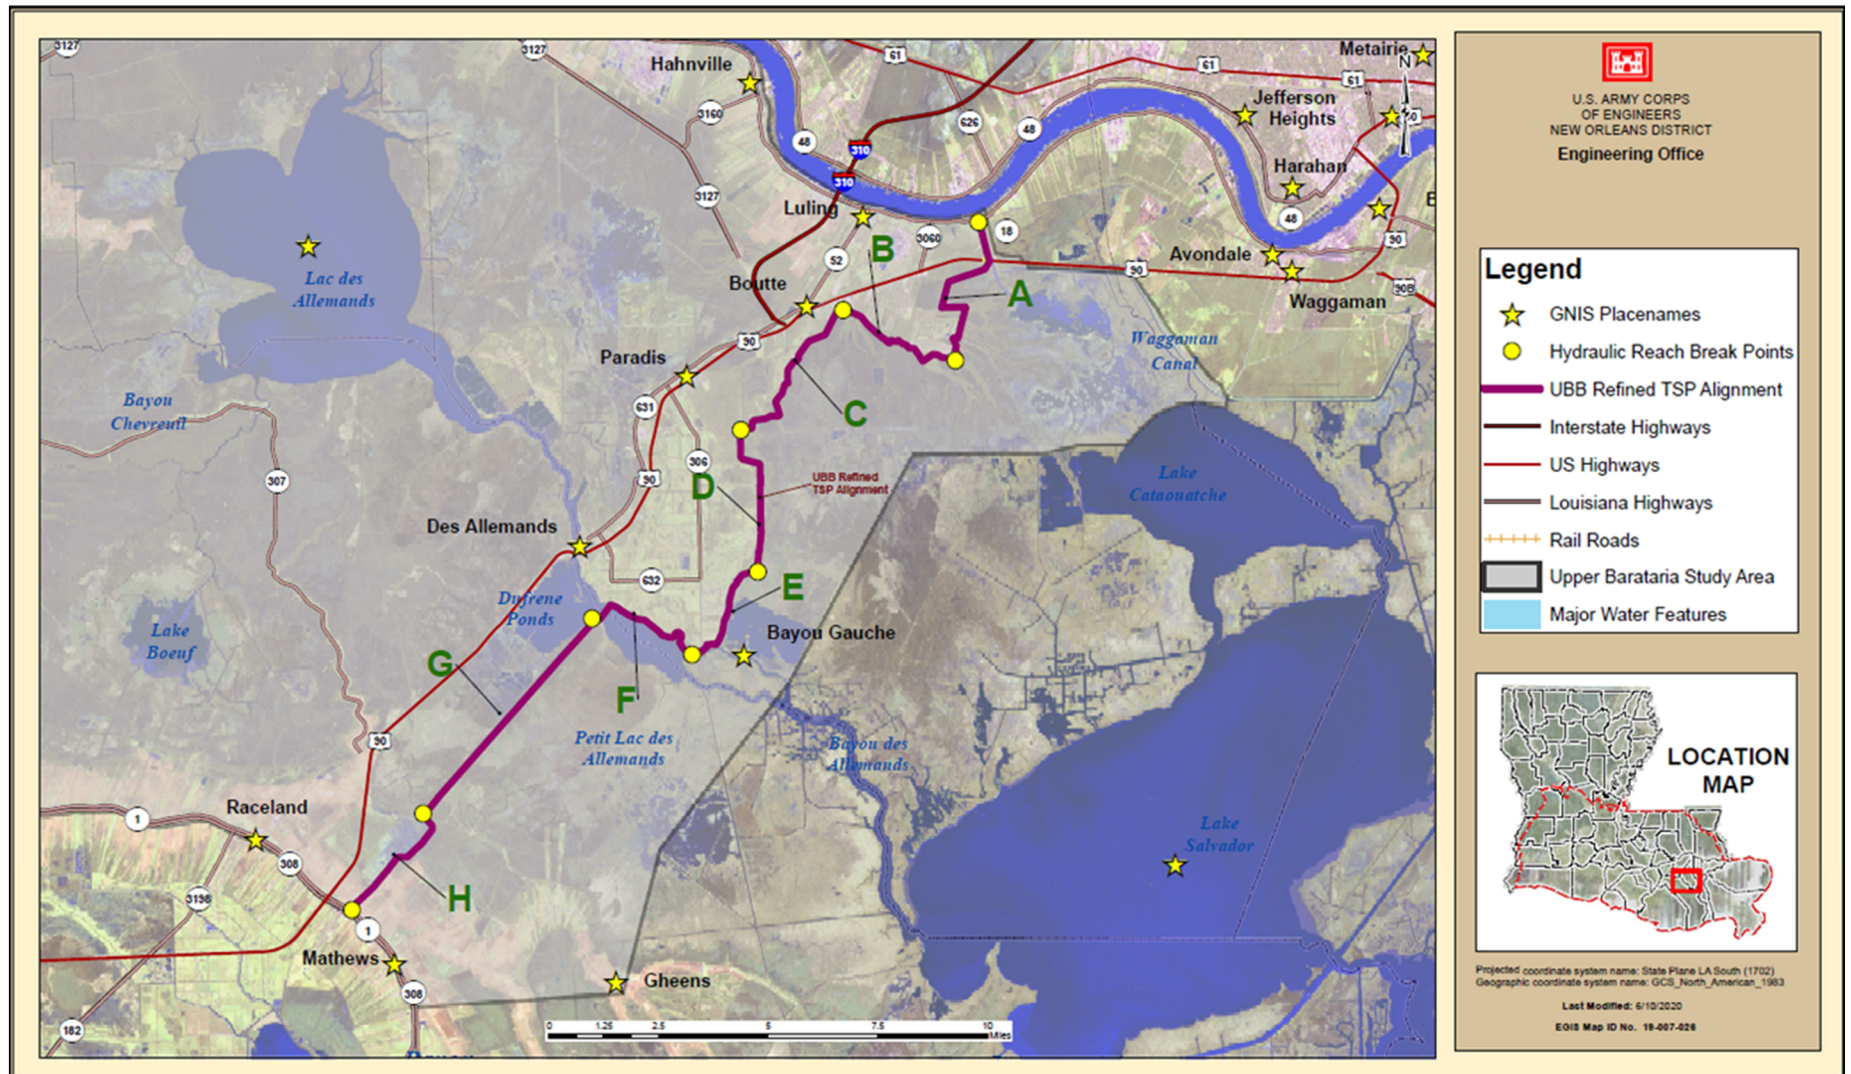 3127
3127
61
Metairie
N
Hahnville
61
61
3160
626
48
48
Jefferson
Heights
310
310
Harahan
3127
Luling
48
B
18
3060
90
52
Avondale
90
Boutte
A
90B
Waggaman
Lac des
Allemands
90
Waggaman
Canal
Paradis
Bayou
Chevreuil
631
C
306
307
90
D
UBB Refined
TSP Alignment
Lake
Cataouatche
Des Allemands
632
E
Dufrene
Ponds
Bayou Gauche
Lake
Boeuf
G
F
90
Petit Lac des
Allemands
Bayou des
Allemands
Raceland
1
Lake
Salvador
308
H
3198
1
Mathews
Gheens
308
182
0 1.25 2.5 5 7.5 10
Miles
U.S. ARMY CORPS
OF ENGINEERS
NEW ORLEANS DISTRICT
Engineering Office
Legend
GNIS Placenames
Hydraulic Reach Break Points
UBB Refined TSP Alignment
Interstate Highways
US Highways
Louisiana Highways
Rail Roads
Upper Barataria Study Area
Major Water Features
LOCATION
MAP
Projected coordinate system name: State Plane LA South (1702)
Geographic coordinate system name: GCS_North_American_1983
Last Modified: 6/10/2020
EGIS Map ID No. 19-007-026